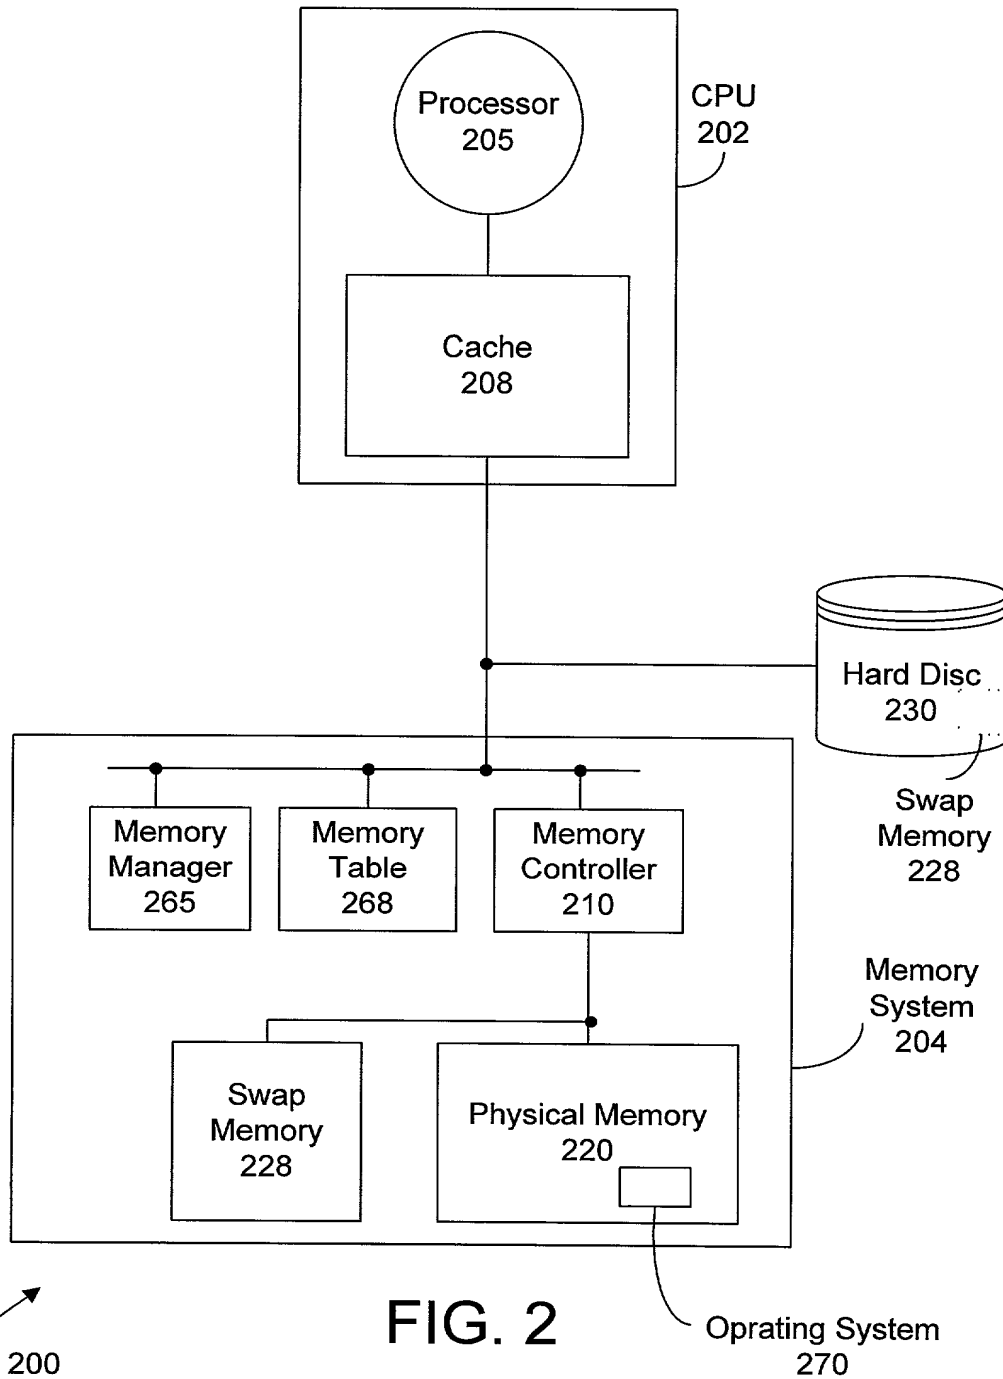 Processor
205
CPU
202
Cache
208
Hard Disc
230
Swap
Memory
228
Memory
Manager
265
Memory
Table
268
Memory
Controller
210
Memory
System
204
Swap
Memory
228
Physical Memory
220
FIG. 2
Oprating System
270
200